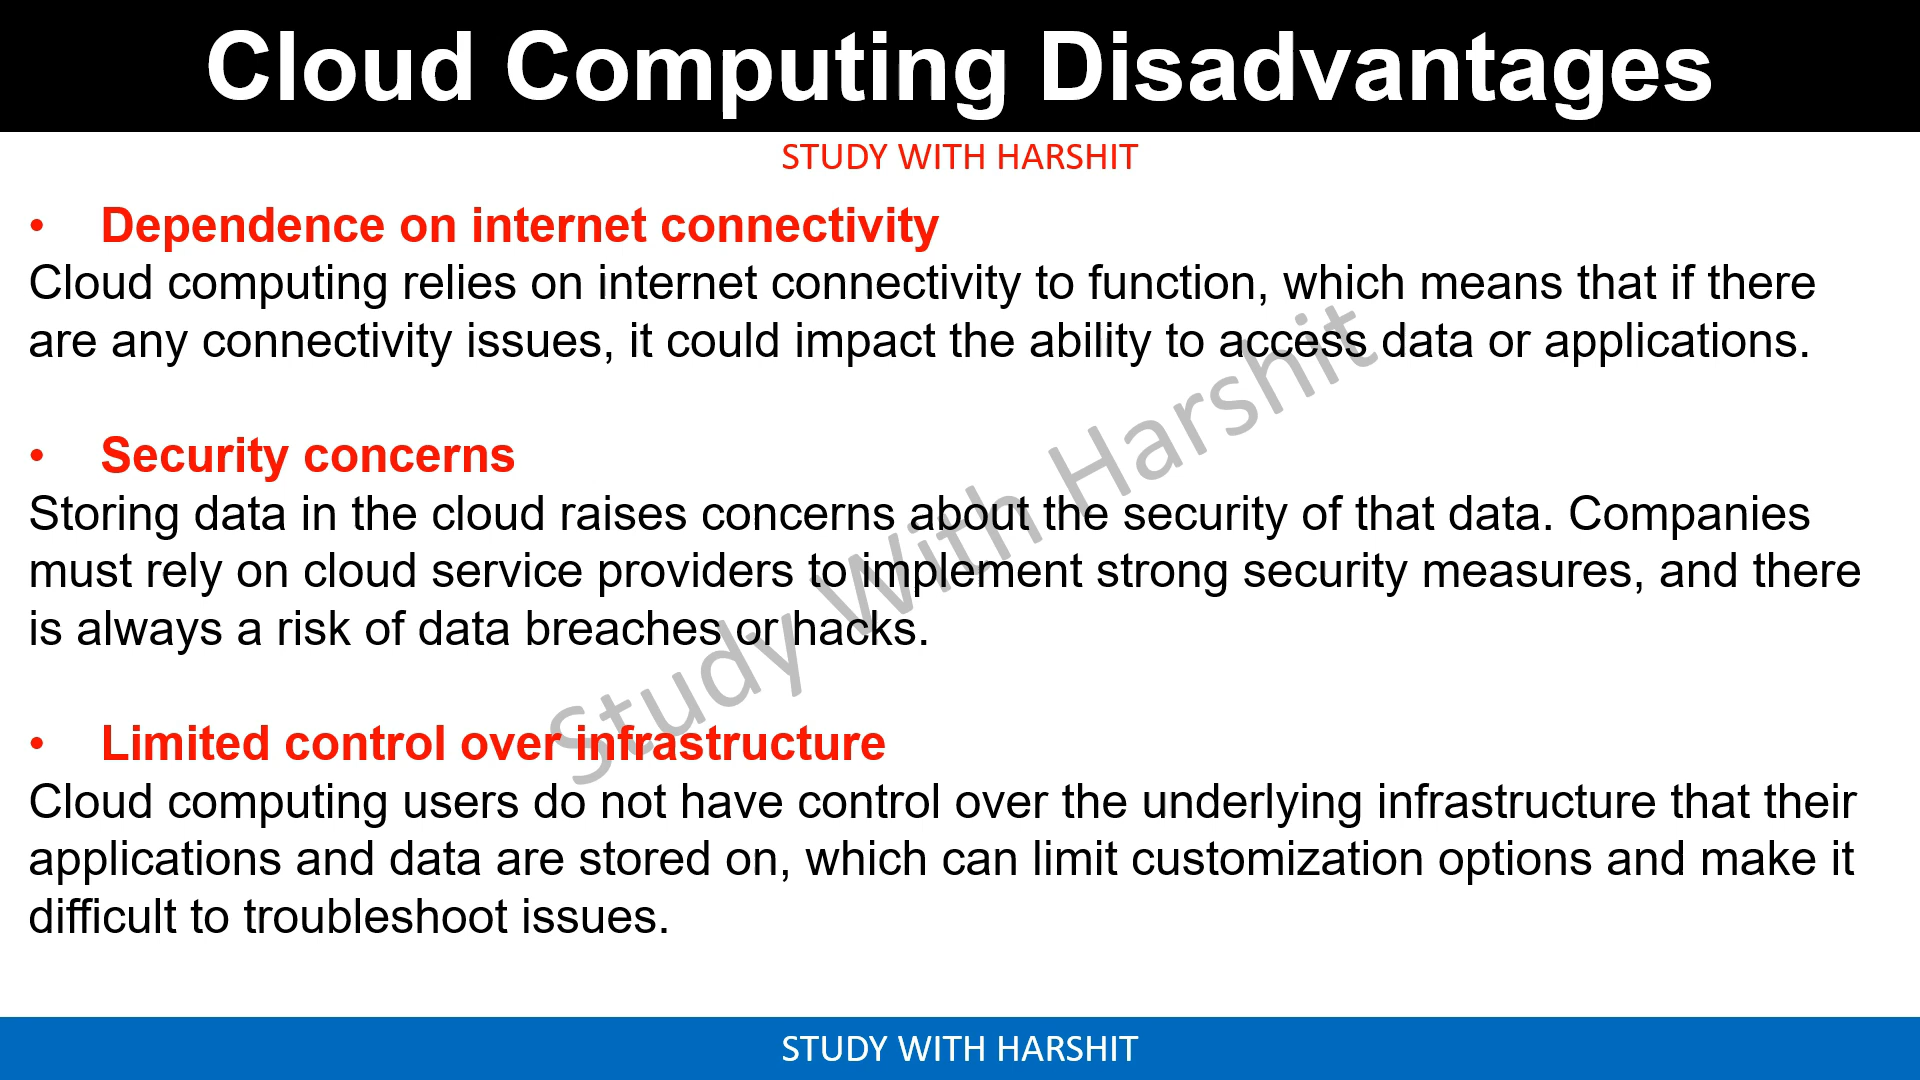 Cloud Computing Disadvantages
STUDY WITH HARSHIT
• Dependence on internet connectivity
Cloud computing relies on internet connectivity to function, which means that if there
are any connectivity issues, it could impact the ability to access data or applications.
• Security concerns
Storing data in the cloud raises concerns about the security of that data. Companies
must rely on cloud service providers to implement strong security measures, and there
is always a risk of data breaches or hacks.
• Limited control over infrastructure
Cloud computing users do not have control over the underlying infrastructure that their
applications and data are stored on, which can limit customization options and make it
difficult to troubleshoot issues.
Study With Harshit
STUDY WITH HARSHIT